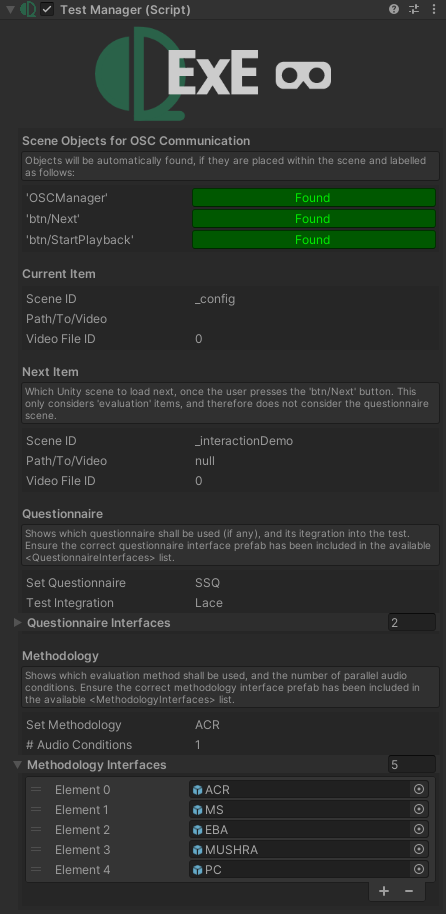 Test Manager (Script)
ExE
Scene Objects for OSC Communication
Objects will be automatically found, if they are placed within the scene and labelled
as follows:
'OSCManager' Found
'btn/Next' Found
'btn/StartPlayback' Found
Current Item
Scene ID _config
Path/To/Video
Video File ID 0
Next Item
Which Unity scene to load next, once the user presses the 'btn/Next' button. This
only considers 'evaluation' items, and therefore does not consider the questionnaire
scene.
Scene ID _interactionDemo
Path/To/Video null
Video File ID 0
Questionnaire
Shows which questionnaire shall be used (if any), and its itegration into the test.
Ensure the correct questionnaire interface prefab has been included in the available
<QuestionnaireInterfaces> list.
Set Questionnaire SSQ
Test Integration Lace
Questionnaire Interfaces 2
Methodology
Shows which evaluation method shall be used, and the number of parallel audio
conditions. Ensure the correct methodology interface prefab has been included in
the available <MethodologyInterfaces> list.
Set Methodology ACR
# Audio Conditions 1
Methodology Interfaces 5
Element 0 ACR
Element 1 MS
Element 2 EBA
Element 3 MUSHRA
Element 4 PC
+ −